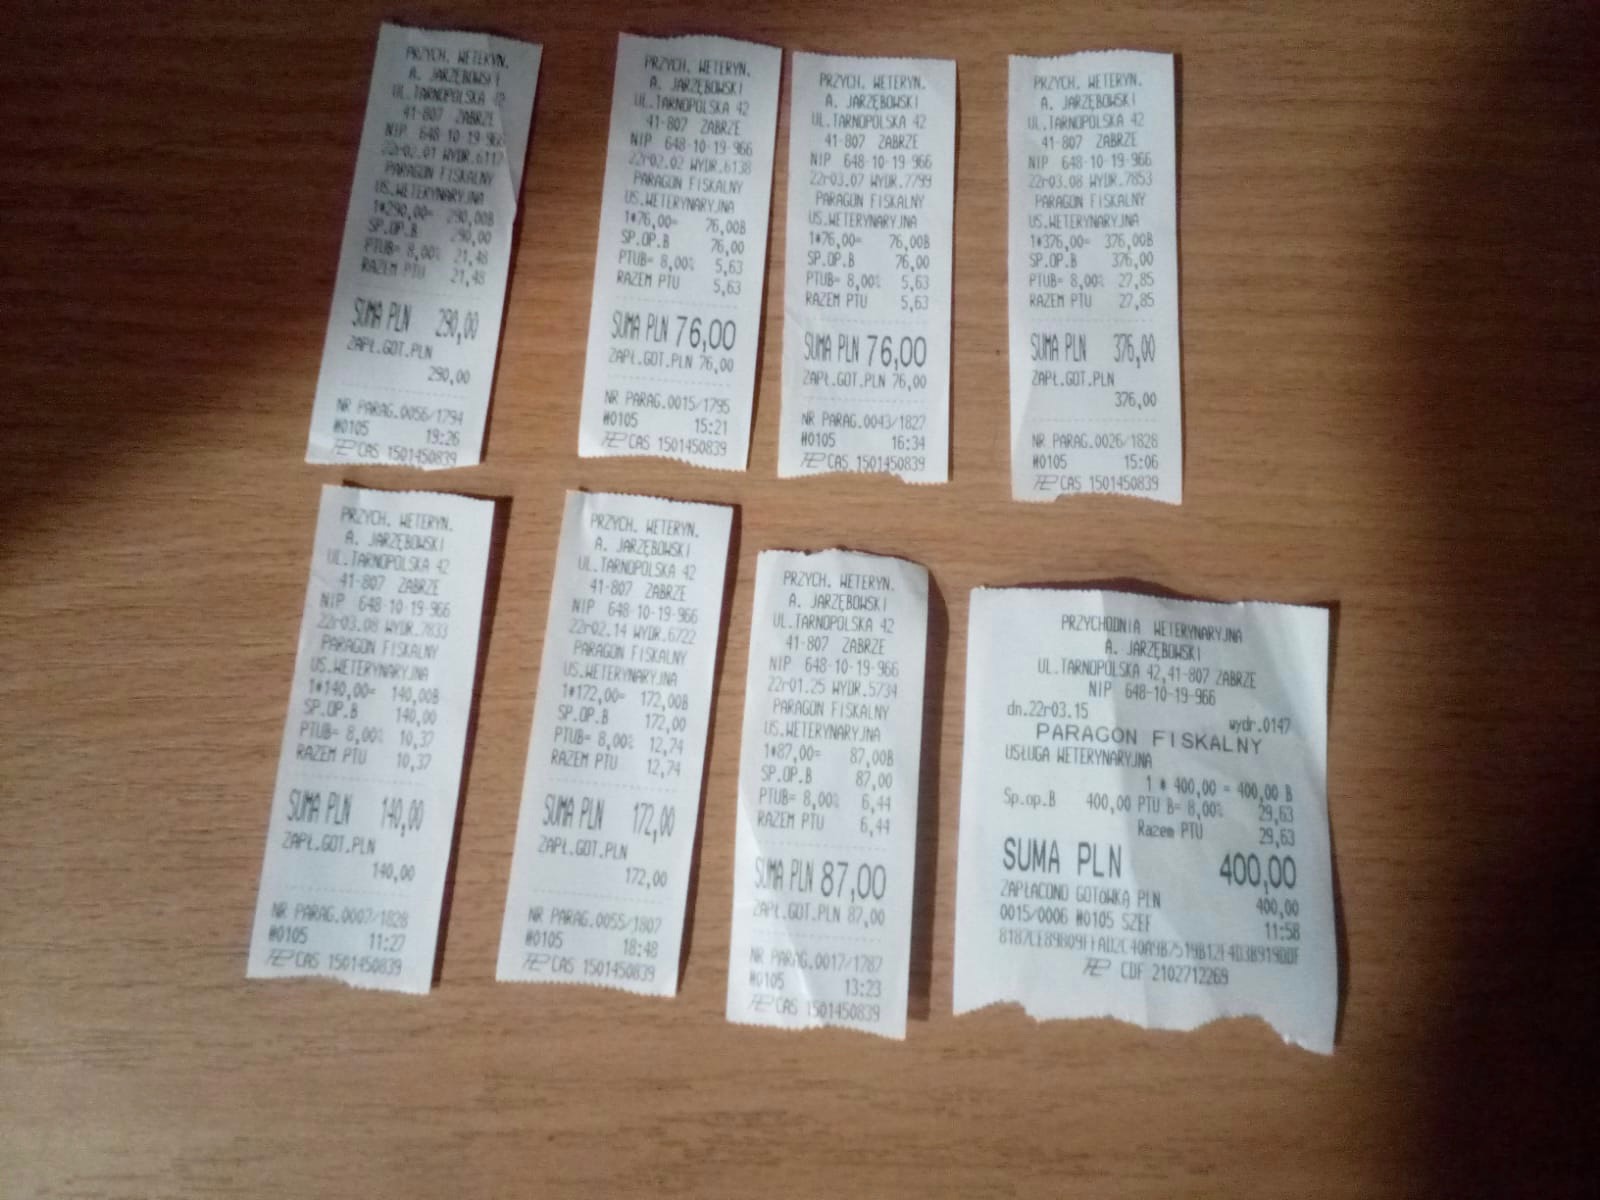 PRZYCH. WETERYN.
A. JARZĘBOWSKI
UL.TARNOPOLSKA 42
41-807 ZABRZE
NIP 648-10-19-966
22r02.01 WYDR.6117
PARAGON FISKALNY
US.WETERYNARYJNA
1*290,00= 290,00B
SP.OP.B 290,00
PTUB= 8,00% 21,48
RAZEM PTU 21,48
SUMA PLN 290,00
ZAPŁ.GOT.PLN
290,00
NR PARAG.0056/1794
#0105 19:26
CAS 1501450839
PRZYCH. WETERYN.
A. JARZĘBOWSKI
UL.TARNOPOLSKA 42
41-807 ZABRZE
NIP 648-10-19-966
22r02.02 WYDR.6138
PARAGON FISKALNY
US.WETERYNARYJNA
1*76,00= 76,00B
SP.OP.B 76,00
PTUB= 8,00% 5,63
RAZEM PTU 5,63
SUMA PLN 76,00
ZAPŁ.GOT.PLN 76,00
NR PARAG.0015/1795
#0105 15:21
CAS 1501450839
PRZYCH. WETERYN.
A. JARZĘBOWSKI
UL.TARNOPOLSKA 42
41-807 ZABRZE
NIP 648-10-19-966
22r03.07 WYDR.7799
PARAGON FISKALNY
US.WETERYNARYJNA
1*76,00= 76,00B
SP.OP.B 76,00
PTUB= 8,00% 5,63
RAZEM PTU 5,63
SUMA PLN 76,00
ZAPŁ.GOT.PLN 76,00
NR PARAG.0043/1827
#0105 16:34
CAS 1501450839
PRZYCH. WETERYN.
A. JARZĘBOWSKI
UL.TARNOPOLSKA 42
41-807 ZABRZE
NIP 648-10-19-966
22r03.08 WYDR.7853
PARAGON FISKALNY
US.WETERYNARYJNA
1*376,00= 376,00B
SP.OP.B 376,00
PTUB= 8,00% 27,85
RAZEM PTU 27,85
SUMA PLN 376,00
ZAPŁ.GOT.PLN
376,00
NR PARAG.0026/1828
#0105 15:06
CAS 1501450839
PRZYCH. WETERYN.
A. JARZĘBOWSKI
UL.TARNOPOLSKA 42
41-807 ZABRZE
NIP 648-10-19-966
22r03.08 WYDR.7833
PARAGON FISKALNY
US.WETERYNARYJNA
1*140,00= 140,00B
SP.OP.B 140,00
PTUB= 8,00% 10,37
RAZEM PTU 10,37
SUMA PLN 140,00
ZAPŁ.GOT.PLN
140,00
NR PARAG.0007/1828
#0105 11:27
CAS 1501450839
PRZYCH. WETERYN.
A. JARZĘBOWSKI
UL.TARNOPOLSKA 42
41-807 ZABRZE
NIP 648-10-19-966
22r02.14 WYDR.6722
PARAGON FISKALNY
US.WETERYNARYJNA
1*172,00= 172,00B
SP.OP.B 172,00
PTUB= 8,00% 12,74
RAZEM PTU 12,74
SUMA PLN 172,00
ZAPŁ.GOT.PLN
172,00
NR PARAG.0055/1807
#0105 18:48
CAS 1501450839
PRZYCH. WETERYN.
A. JARZĘBOWSKI
UL.TARNOPOLSKA 42
41-807 ZABRZE
NIP 648-10-19-966
22r01.25 WYDR.5734
PARAGON FISKALNY
US.WETERYNARYJNA
1*87,00= 87,00B
SP.OP.B 87,00
PTUB= 8,00% 6,44
RAZEM PTU 6,44
SUMA PLN 87,00
ZAPŁ.GOT.PLN 87,00
NR PARAG.0017/1787
#0105 13:23
CAS 1501450839
PRZYCHODNIA WETERYNARYJNA
A. JARZĘBOWSKI
UL.TARNOPOLSKA 42,41-807 ZABRZE
NIP 648-10-19-966
dn.22r03.15 wydr.0147
PARAGON FISKALNY
USŁUGA WETERYNARYJNA
1 * 400,00 = 400,00 B
Sp.op.B 400,00 PTU B= 8,00% 29,63
Razem PTU 29,63
SUMA PLN 400,00
ZAPŁACONO GOTÓWKĄ PLN 400,00
0015/0006 #0105 SZEF 11:58
CDF 2102712269